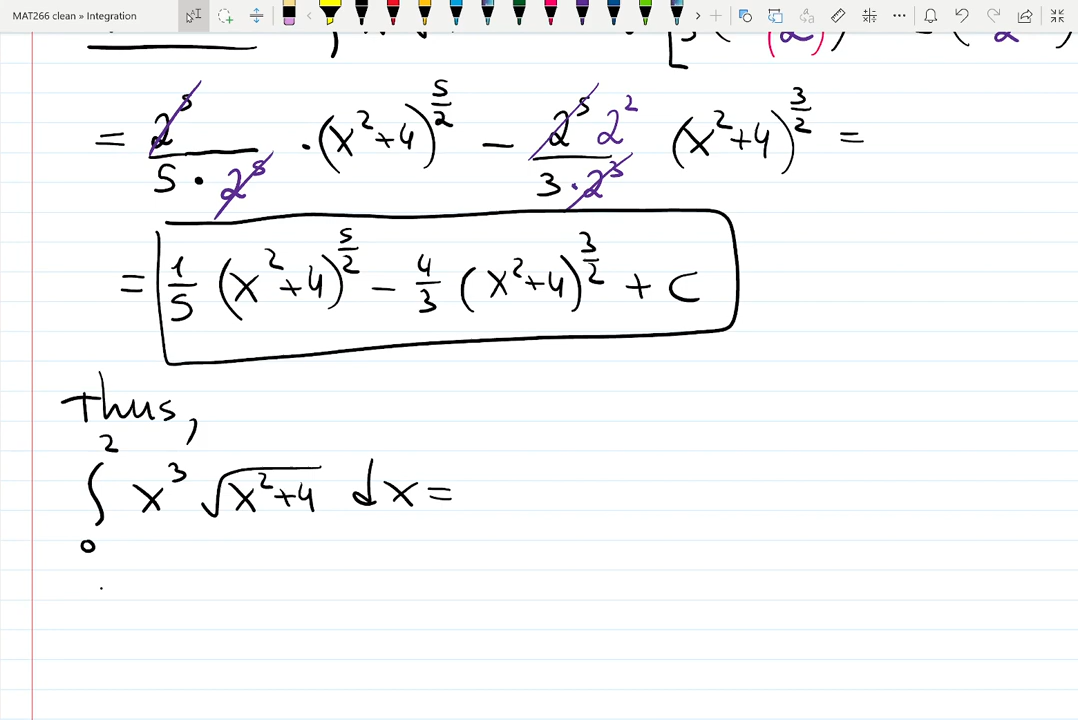 MAT266 clean » Integration
= 2^5 / (5 · 2^5) · (x^2+4)^(5/2) − 2^5 2^2 / (3 · 2^3) (x^2+4)^(3/2) =
= 1/5 (x^2+4)^(5/2) − 4/3 (x^2+4)^(3/2) + C
Thus,
∫_0^2 x^3 √(x^2+4) dx =